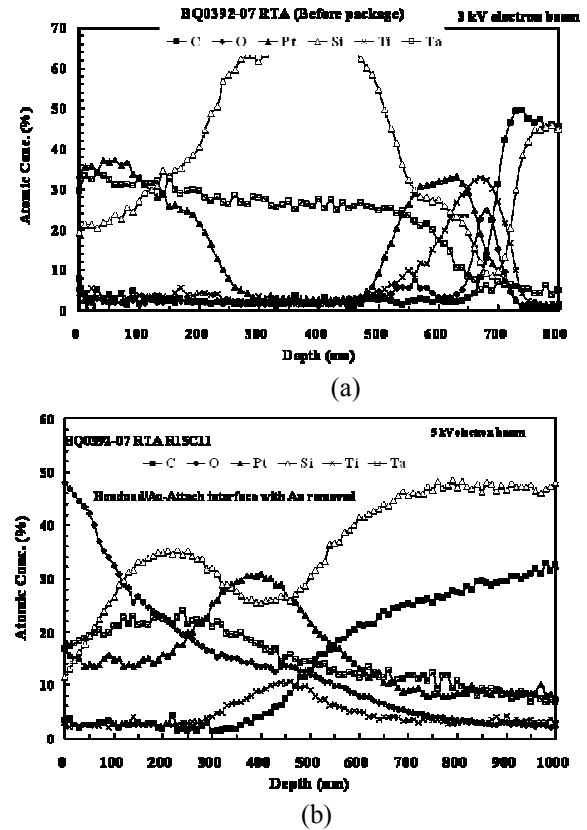 BQ0392-07 RTA (Before package)
3 kV electron beam
C O Pt Si Ti Ta
70
60
50
40
30
20
10
0
Atomic Conc. (%)
0 100 200 300 400 500 600 700 800
Depth (nm)
(a)
BQ0392-07 RTA R15C11
5 kV electron beam
C O Pt Si Ti Ta
Bondpad/Au-Attach interface with Au removed
60
50
40
30
20
10
0
Atomic Conc. (%)
0 100 200 300 400 500 600 700 800 900 1000
Depth (nm)
(b)